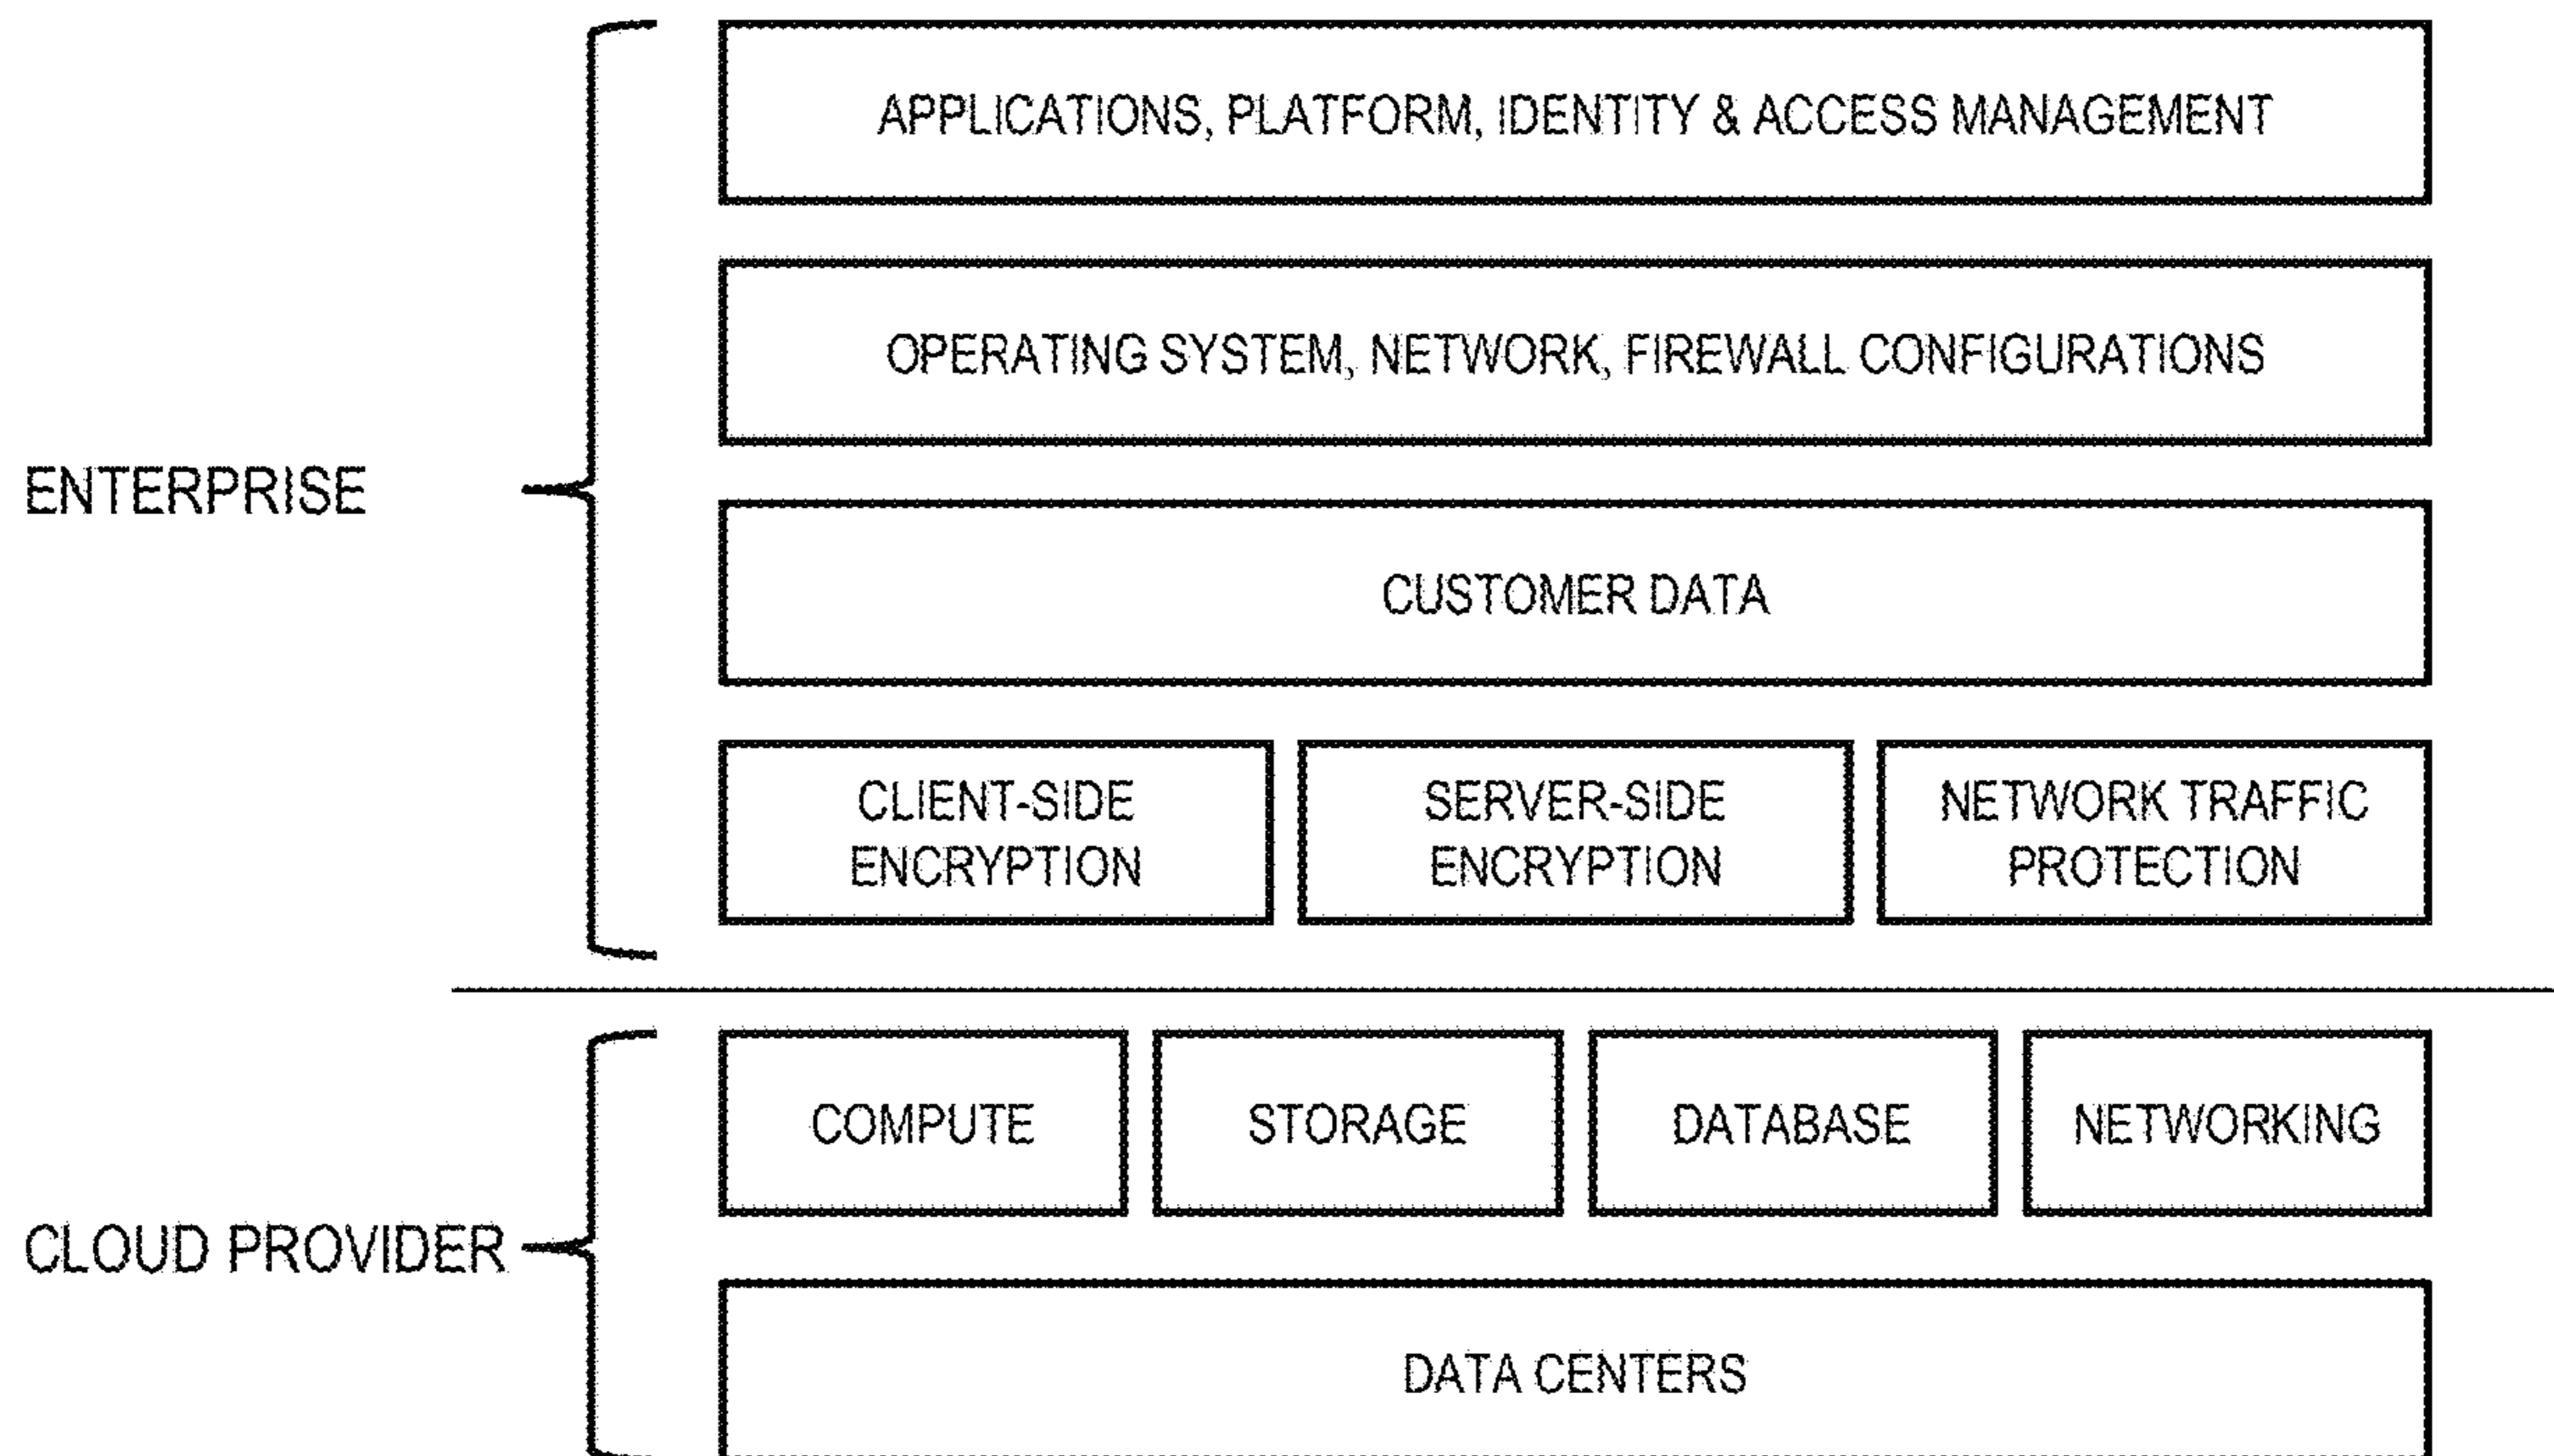 APPLICATIONS, PLATFORM, IDENTITY & ACCESS MANAGEMENT
OPERATING SYSTEM, NETWORK, FIREWALL CONFIGURATIONS
ENTERPRISE
CUSTOMER DATA
CLIENT-SIDE
ENCRYPTION
SERVER-SIDE
ENCRYPTION
NETWORK TRAFFIC
PROTECTION
COMPUTE
STORAGE
DATABASE
NETWORKING
CLOUD PROVIDER
DATA CENTERS